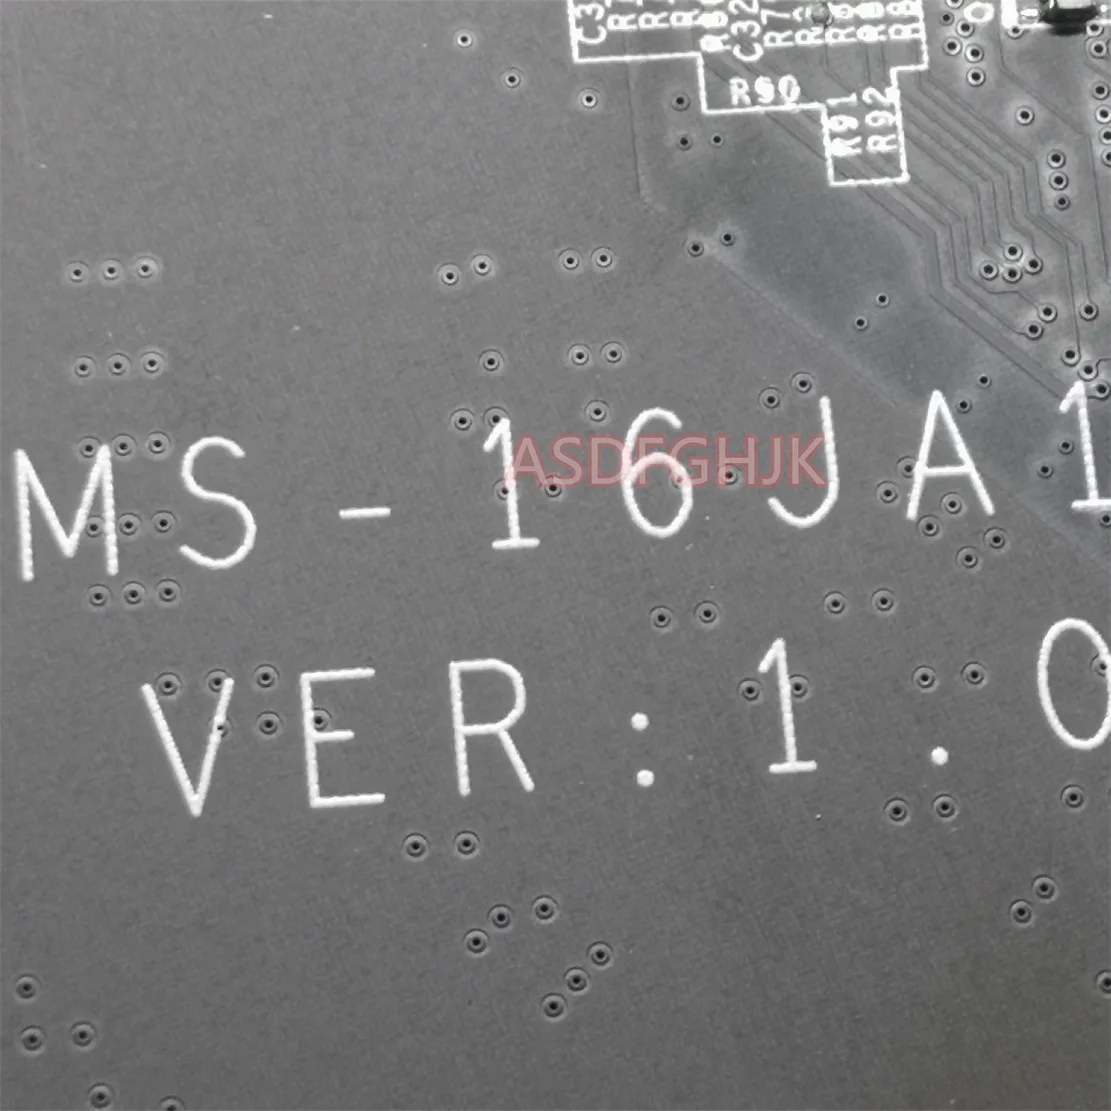 R90
R91
R92
MS-16JA1
ASDFGHJK
VER:1.0